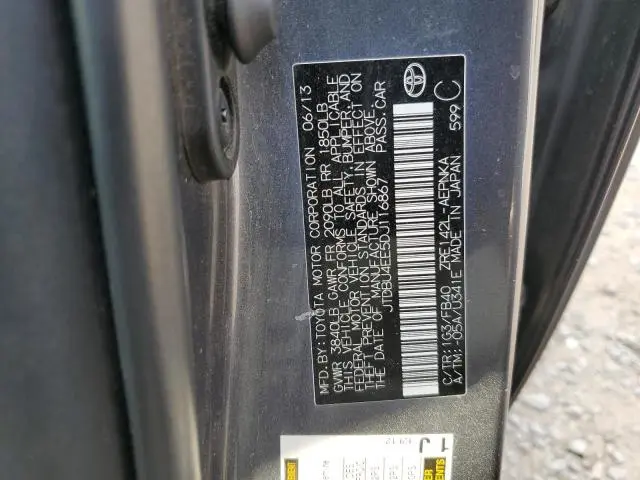 MFD.BY:TOYOTA MOTOR CORPORATION 06/13
GVWR 3840LB GAWR FR 2090LB RR 1850LB
THIS VEHICLE CONFORMS TO ALL APPLICABLE
FEDERAL MOTOR VEHICLE SAFETY, BUMPER, AND
THEFT PREVENTION STANDARDS IN EFFECT ON
THE DATE OF MANUFACTURE SHOWN ABOVE.
JTDBU4EE5DJ116867 PASS.CAR
C/TR:1G3/FB40 ZRE142L-AEPNKA
A/TM:-05A/U341E MADE IN JAPAN 599 C